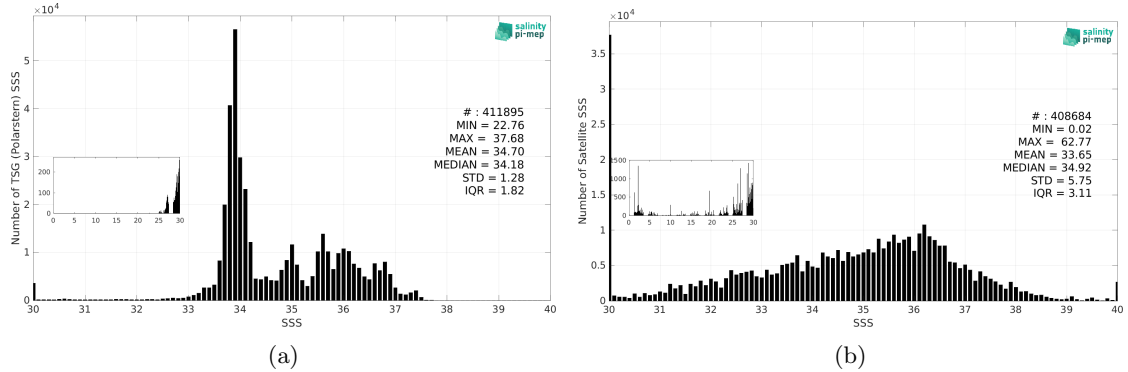 ×10⁴
salinity
pi-mep
Number of TSG (Polarstern) SSS
5
4
3
2
1
0
# : 411895
MIN = 22.76
MAX = 37.68
MEAN = 34.70
MEDIAN = 34.18
STD = 1.28
IQR = 1.82
200
100
0
0 5 10 15 20 25 30
30 31 32 33 34 35 36 37 38 39 40
SSS
(a)
×10⁴
salinity
pi-mep
Number of Satellite SSS
3.5
3
2.5
2
1.5
1
0.5
0
# : 408684
MIN = 0.02
MAX = 62.77
MEAN = 33.65
MEDIAN = 34.92
STD = 5.75
IQR = 3.11
1500
1000
500
0
0 5 10 15 20 25 30
30 31 32 33 34 35 36 37 38 39 40
SSS
(b)